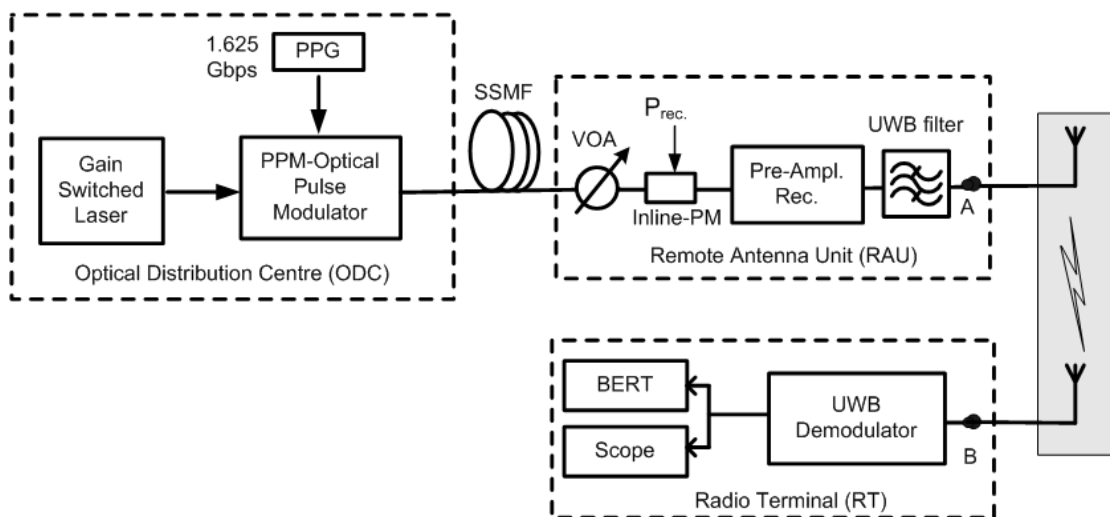 1.625
Gbps
PPG
Gain
Switched
Laser
PPM-Optical
Pulse
Modulator
Optical Distribution Centre (ODC)
SSMF
VOA
Prec.
Inline-PM
Pre-Ampl.
Rec.
UWB filter
A
Remote Antenna Unit (RAU)
BERT
Scope
UWB
Demodulator
B
Radio Terminal (RT)